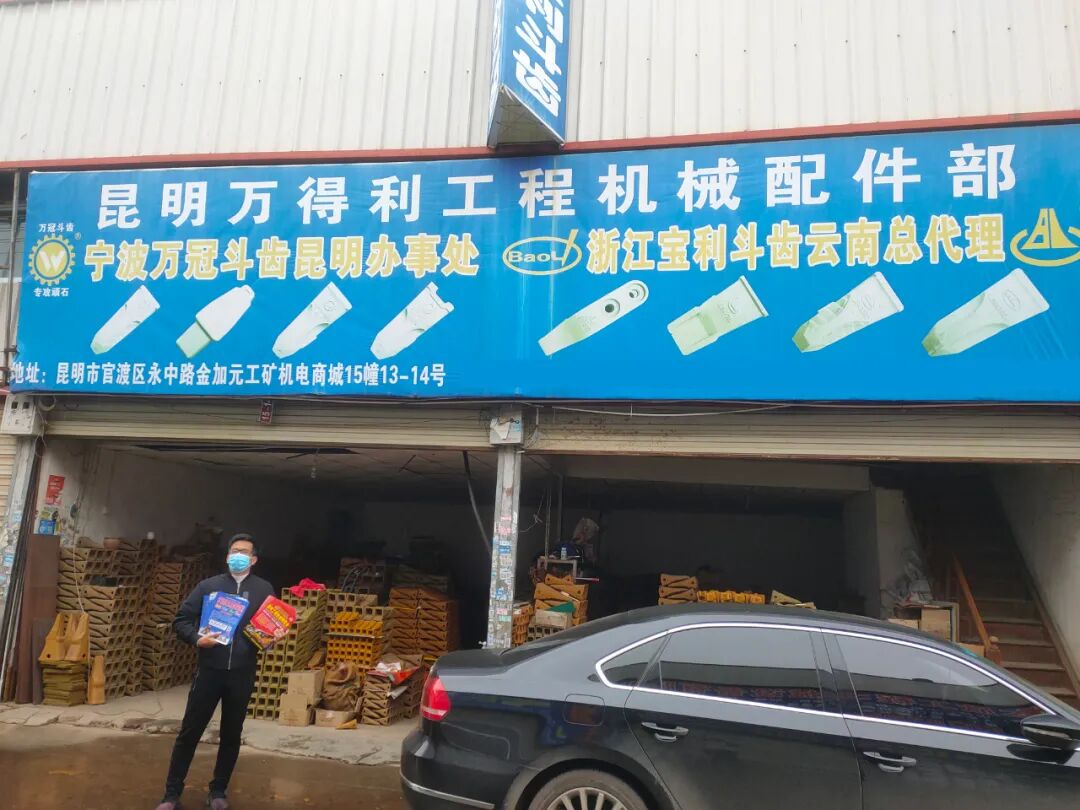 昆明万得利工程机械配件部
万冠斗齿
W
专攻顽石
宁波万冠斗齿昆明办事处
BaoLi
浙江宝利斗齿云南总代理
地址：昆明市官渡区永中路金加元工矿机电商城15幢13-14号